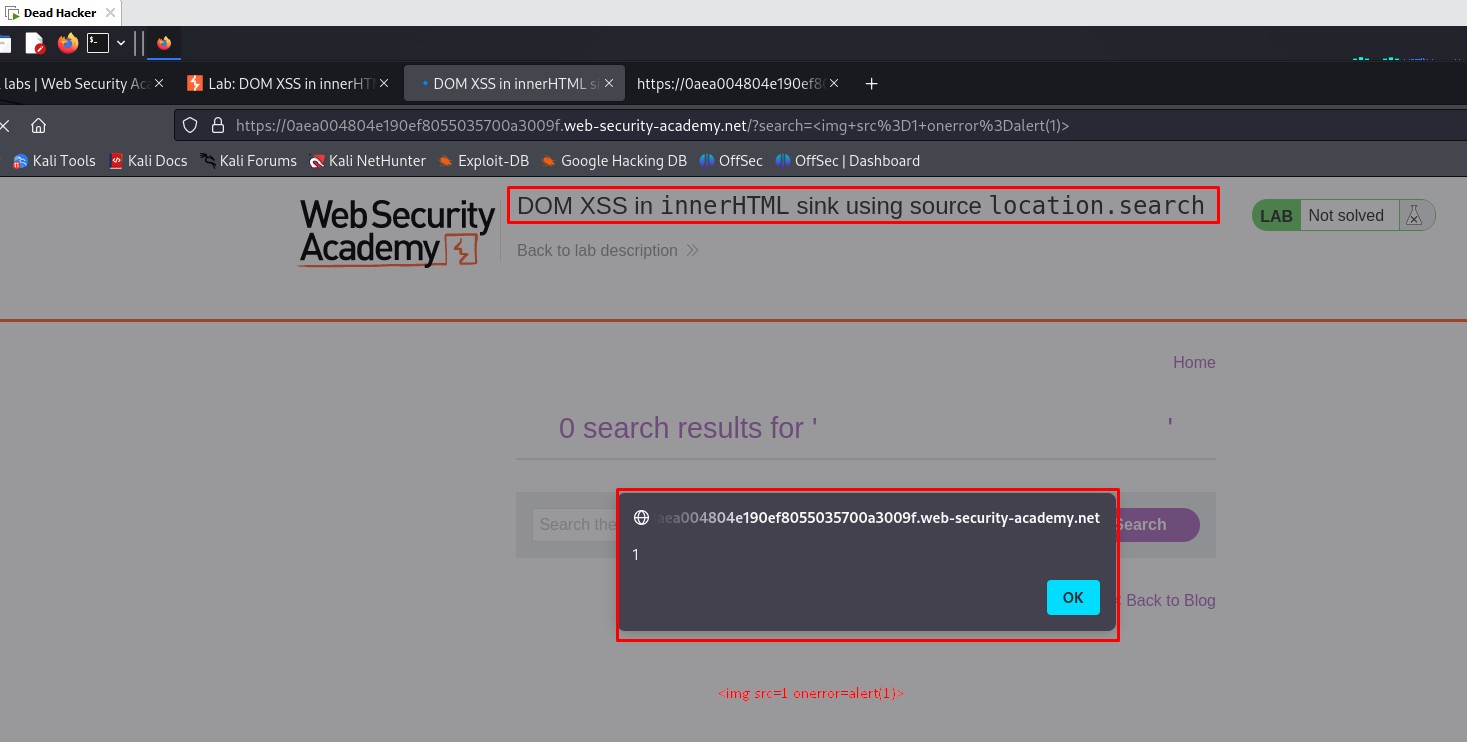 Dead Hacker
labs | Web Security Ac
Lab: DOM XSS in innerHT
DOM XSS in innerHTML si
https://0aea004804e190ef8
https://0aea004804e190ef8055035700a3009f.web-security-academy.net/?search=<img+src%3D1+onerror%3Dalert(1)>
Kali Tools Kali Docs Kali Forums Kali NetHunter Exploit-DB Google Hacking DB OffSec OffSec | Dashboard
Web Security
Academy
DOM XSS in innerHTML sink using source location.search
LAB Not solved
Back to lab description
Home
0 search results for ' '
aea004804e190ef8055035700a3009f.web-security-academy.net
Search the
Search
1
OK
< Back to Blog
<img src=1 onerror=alert(1)>